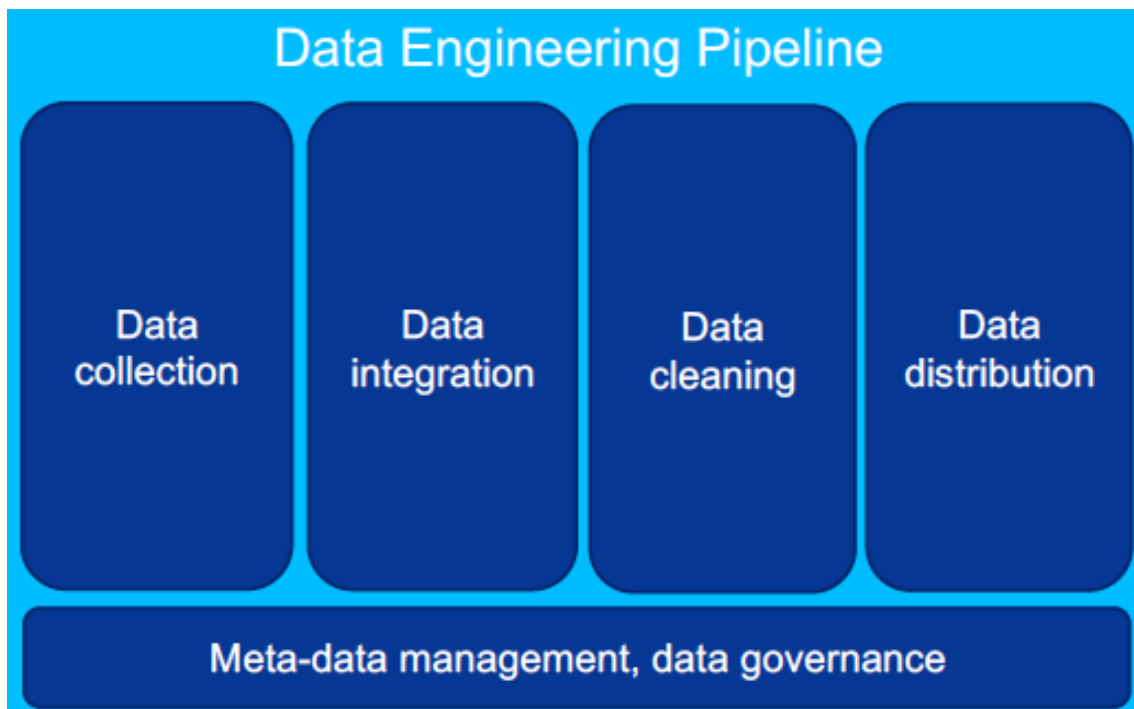 Data Engineering Pipeline
Data
collection
Data
integration
Data
cleaning
Data
distribution
Meta-data management, data governance